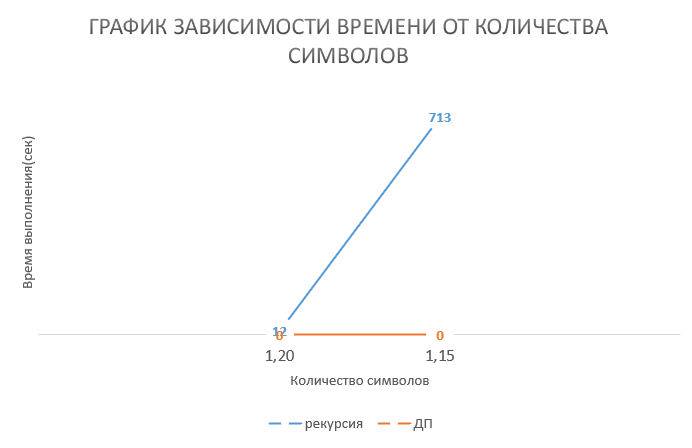 ГРАФИК ЗАВИСИМОСТИ ВРЕМЕНИ ОТ КОЛИЧЕСТВА
СИМВОЛОВ
713
Время выполнения(сек)
12
0
0
1,20
1,15
Количество символов
рекурсия
ДП